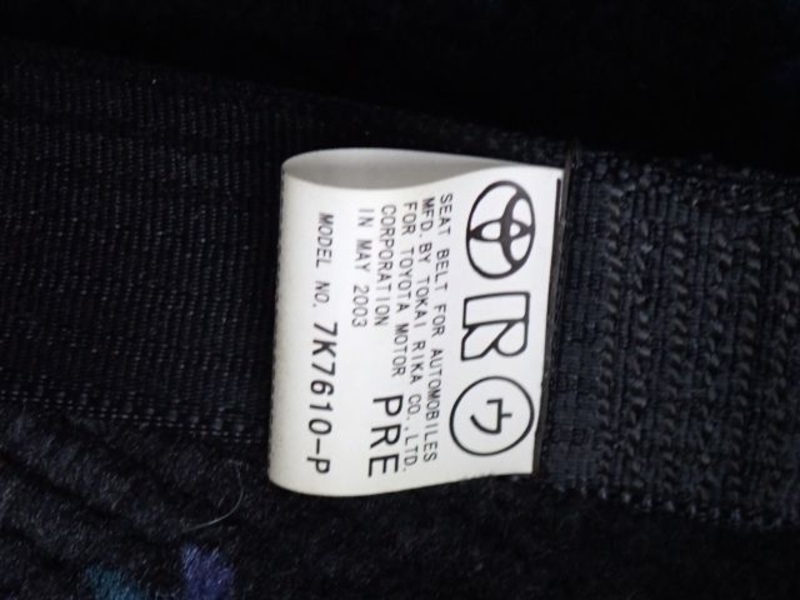 ウ
SEAT BELT FOR AUTOMOBILES
MFD. BY TOKAI RIKA CO., LTD.
FOR TOYOTA MOTOR
CORPORATION
IN MAY 2003
PRE
MODEL NO. 7K7610-P